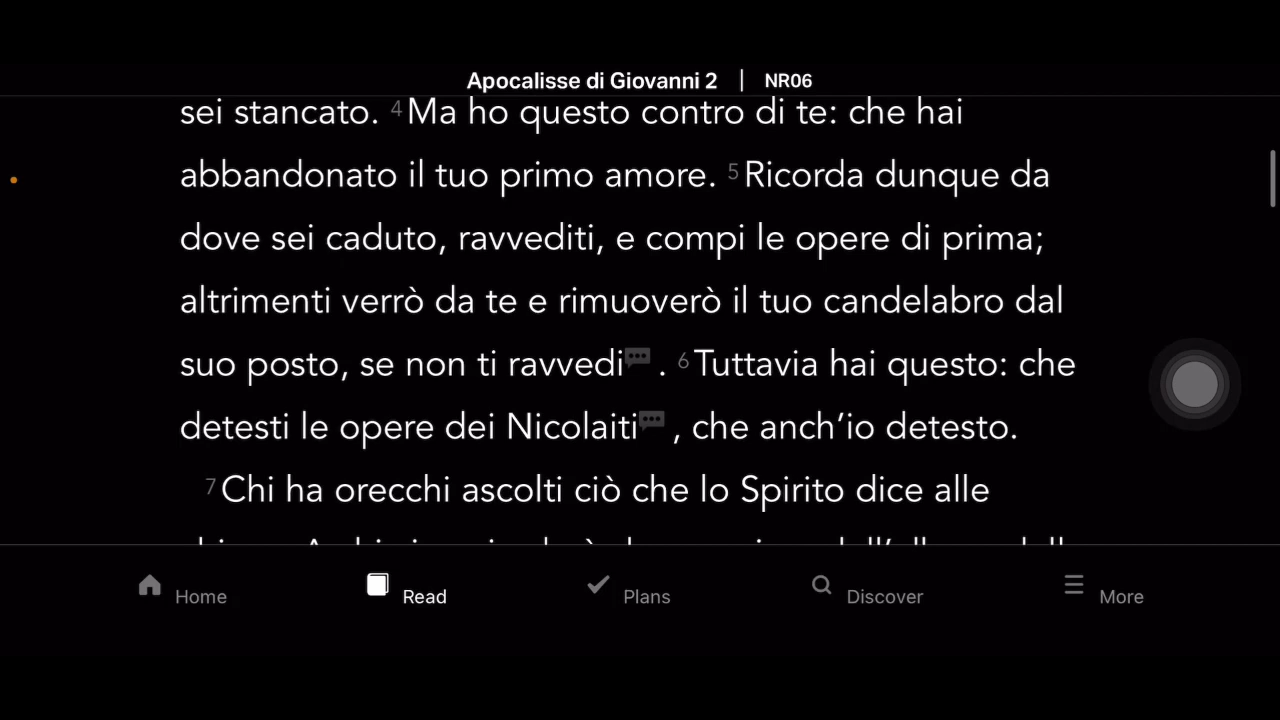 Apocalisse di Giovanni 2 | NR06
sei stancato. 4 Ma ho questo contro di te: che hai
abbandonato il tuo primo amore. 5 Ricorda dunque da
dove sei caduto, ravvediti, e compi le opere di prima;
altrimenti verrò da te e rimuoverò il tuo candelabro dal
suo posto, se non ti ravvedi . 6 Tuttavia hai questo: che
detesti le opere dei Nicolaiti , che anch’io detesto.
7 Chi ha orecchi ascolti ciò che lo Spirito dice alle
Home Read Plans Discover More